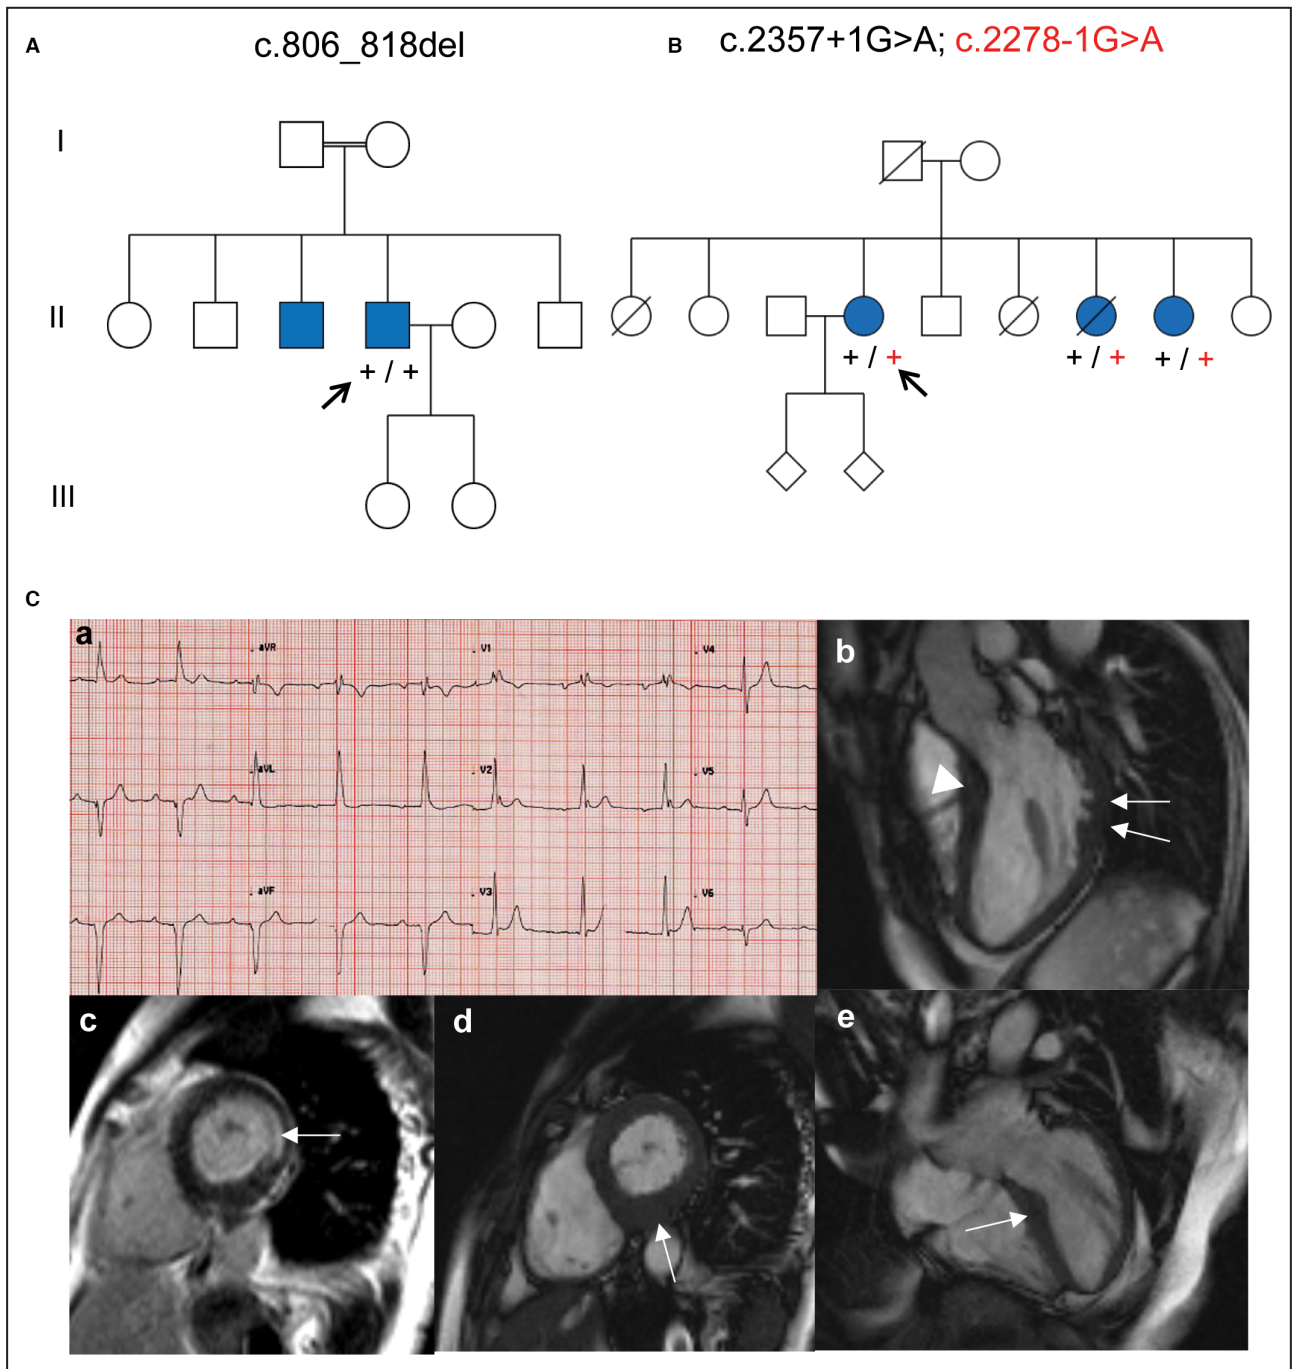 A
c.806_818del
B
c.2357+1G>A; c.2278-1G>A
I
II
+ / +
+ / +
+ / +
+ / +
III
C
a
aVR
V1
V4
b
aVL
V2
V5
aVF
V3
V6
c
d
e